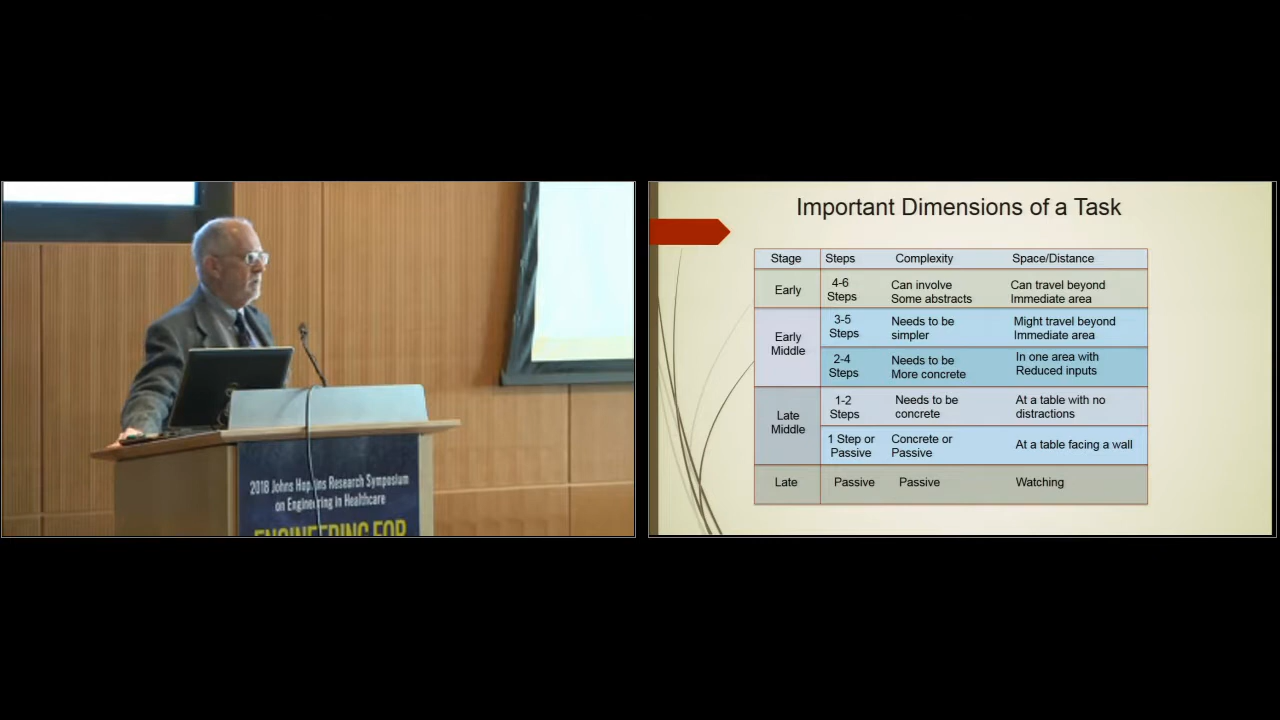 2018 Johns Hopkins Research Symposium
on Engineering in Healthcare
ENGINEERING FOR
Important Dimensions of a Task
Stage Steps Complexity Space/Distance
Early
4-6
Steps
Can involve
Some abstracts
Can travel beyond
Immediate area
Early
Middle
3-5
Steps
Needs to be
simpler
Might travel beyond
Immediate area
2-4
Steps
Needs to be
More concrete
In one area with
Reduced inputs
Late
Middle
1-2
Steps
Needs to be
concrete
At a table with no
distractions
1 Step or
Passive
Concrete or
Passive
At a table facing a wall
Late Passive Passive Watching